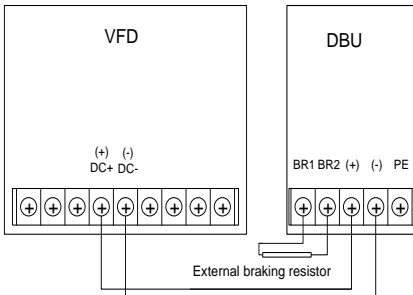 VFD
DBU
(+) (-)
DC+ DC-
BR1 BR2 (+) (-) PE
External braking resistor